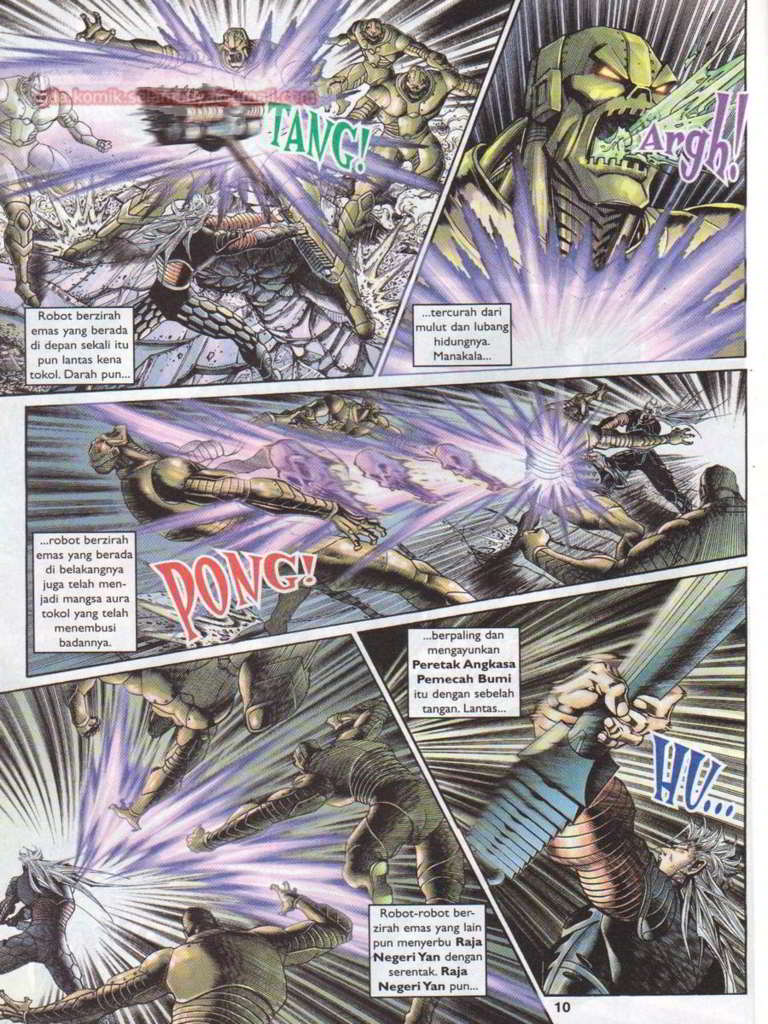 TANG!
Argh!
Robot berzirah
emas yang berada
di depan sekali itu
pun lantas kena
tokol. Darah pun...
...tercurah dari
mulut dan lubang
hidungnya.
Manakala...
...robot berzirah
emas yang berada
di belakangnya
juga telah men-
jadi mangsa aura
tokol yang telah
menembusi
badannya.
PONG!
Robot-robot ber-
zirah emas yang lain
pun menyerbu Raja
Negeri Yan dengan
serentak. Raja
Negeri Yan pun...
...berpaling dan
mengayunkan
Peretak Angkasa
Pemecah Bumi
itu dengan sebelah
tangan. Lantas...
HU...
10